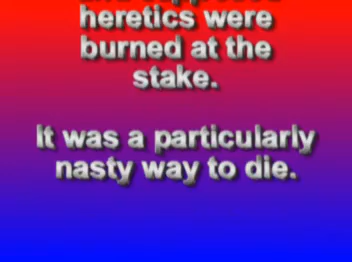 heretics were
burned at the
stake.
It was a particularly
nasty way to die.